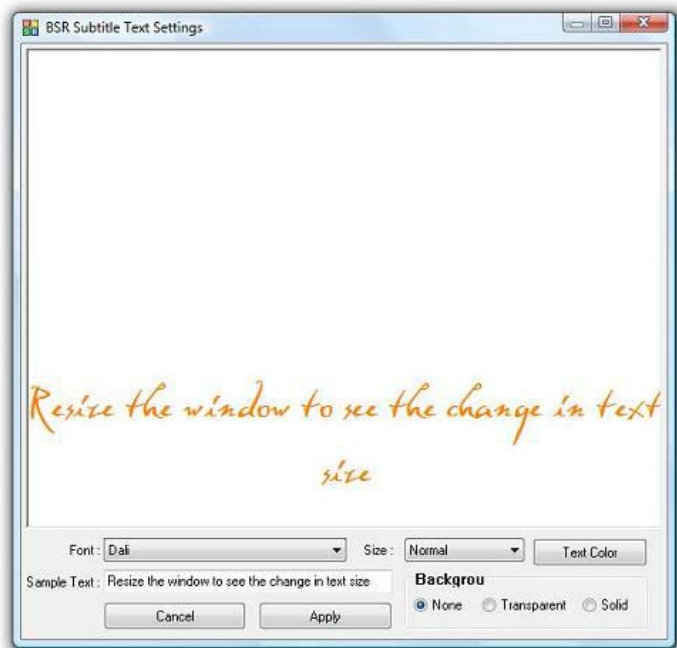 BSR Subtitle Text Settings
Resize the window to see the change in text
size
Font : Dali Size : Normal Text Color
Sample Text : Resize the window to see the change in text size Backgrou
Cancel Apply None Transparent Solid